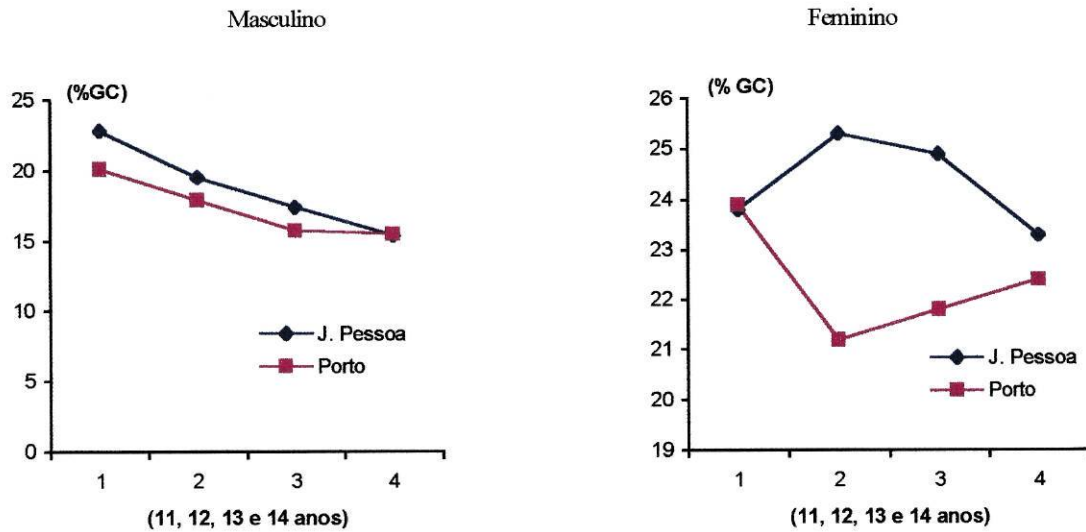 Masculino
(%GC)
25
20
15
10
5
0
J. Pessoa
Porto
1 2 3 4
(11, 12, 13 e 14 anos)
Feminino
(% GC)
26
25
24
23
22
21
20
19
J. Pessoa
Porto
1 2 3 4
(11, 12, 13 e 14 anos)